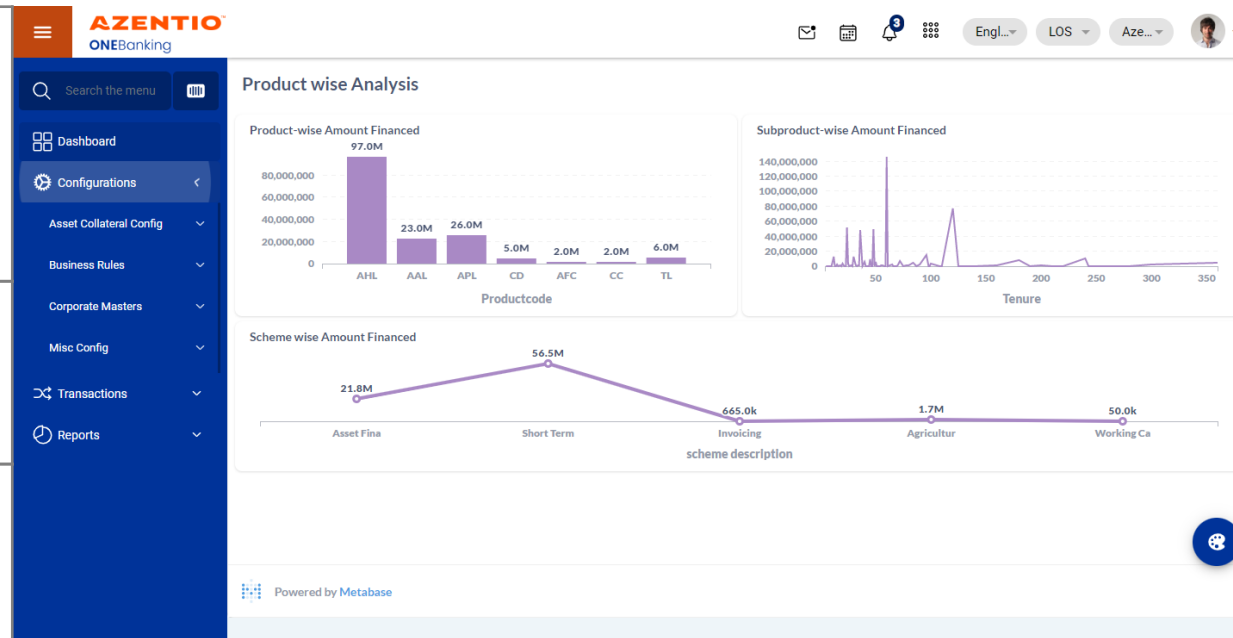 AZENTIO
ONEBanking
3
Engl...
LOS
Aze...
Search the menu
Dashboard
Configurations
Asset Collateral Config
Business Rules
Corporate Masters
Misc Config
Transactions
Reports
Product wise Analysis
Product-wise Amount Financed
97.0M
80,000,000
60,000,000
40,000,000
20,000,000
0
23.0M
26.0M
5.0M
2.0M
2.0M
6.0M
AHL
AAL
APL
CD
AFC
CC
TL
Productcode
Subproduct-wise Amount Financed
140,000,000
120,000,000
100,000,000
80,000,000
60,000,000
40,000,000
20,000,000
0
50
100
150
200
250
300
350
Tenure
Scheme wise Amount Financed
21.8M
56.5M
665.0k
1.7M
50.0k
Asset Fina
Short Term
Invoicing
Agricultur
Working Ca
scheme description
Powered by Metabase